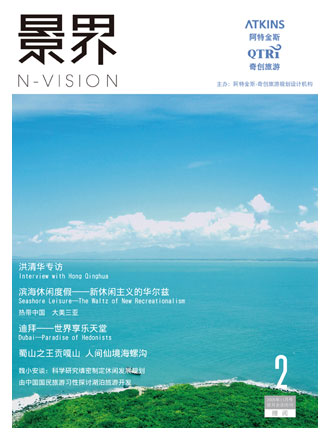 景界
N-VISION
ATKINS
阿特金斯
QTRi
奇创旅游
主办：阿特金斯·奇创旅游规划设计机构
洪清华专访
Interview with Hong Qinghua
滨海休闲度假——新休闲主义的华尔兹
Seashore Leisure—The Waltz of New Recreationalism
热带中国 大美三亚
迪拜——世界享乐天堂
Dubai—Paradise of Hedonists
蜀山之王贡嘎山 人间仙境海螺沟
魏小安谈：科学研究缜密制定休闲发展规划
由中国国民旅游习性探讨湖泊旅游开发
2